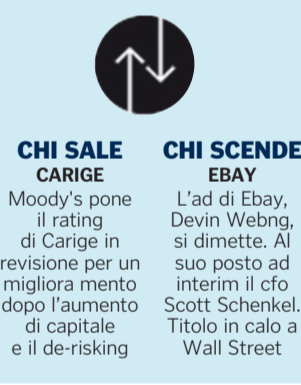 CHI SALE
CARIGE
Moody's pone
il rating
di Carige in
revisione per un
migliora mento
dopo l'aumento
di capitale
e il de-risking
CHI SCENDE
EBAY
L'ad di Ebay,
Devin Webng,
si dimette. Al
suo posto ad
interim il cfo
Scott Schenkel.
Titolo in calo a
Wall Street